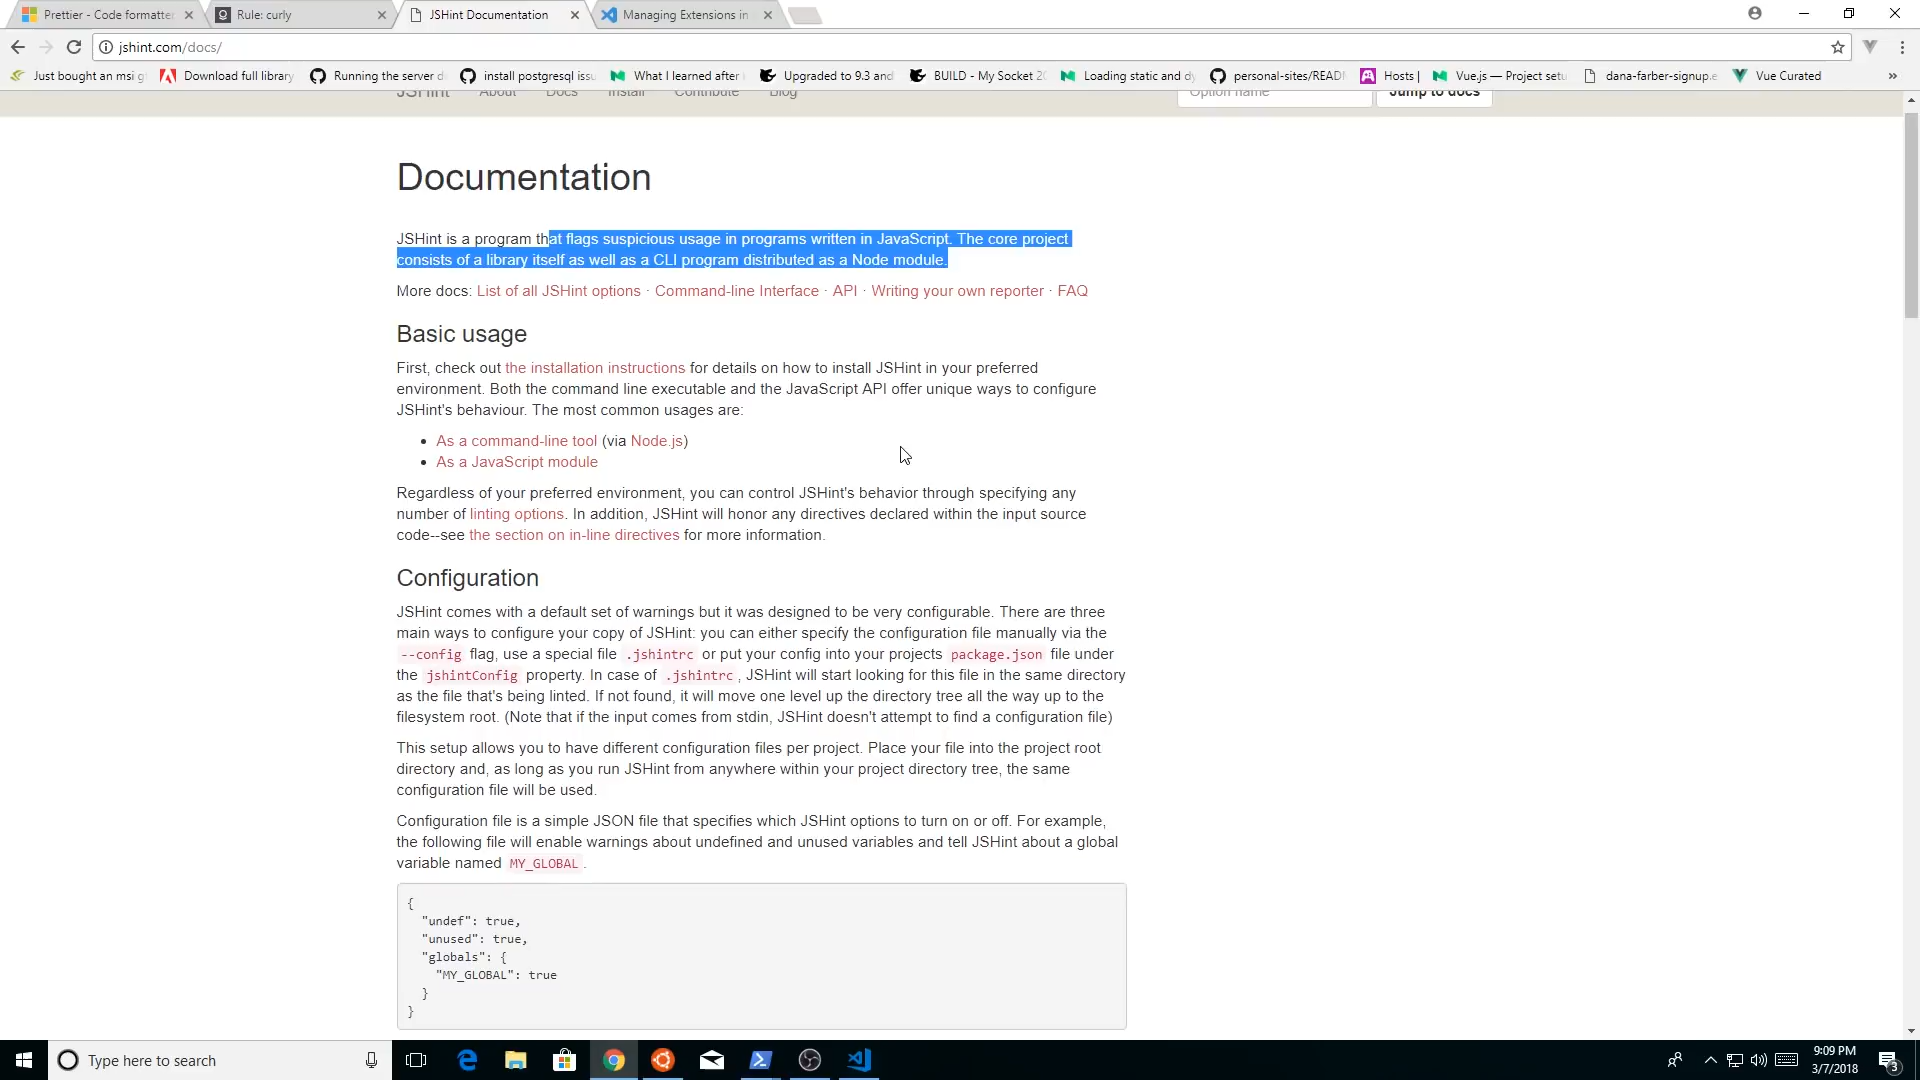 Prettier - Code formatter
Rule: curly
JSHint Documentation
Managing Extensions in
jshint.com/docs/
Just bought an msi g
Download full library
Running the server d
install postgresql issu
What I learned after
Upgraded to 9.3 and
BUILD - My Socket 20
Loading static and dy
personal-sites/READ
Hosts |
Vue.js — Project setu
dana-farber-signup.e
Vue Curated
»
JSHint About Docs Install Contribute Blog
Option name
Jump to docs
Documentation
JSHint is a program that flags suspicious usage in programs written in JavaScript. The core project
consists of a library itself as well as a CLI program distributed as a Node module.
More docs: List of all JSHint options · Command-line Interface · API · Writing your own reporter · FAQ
Basic usage
First, check out the installation instructions for details on how to install JSHint in your preferred
environment. Both the command line executable and the JavaScript API offer unique ways to configure
JSHint's behaviour. The most common usages are:
• As a command-line tool (via Node.js)
• As a JavaScript module
Regardless of your preferred environment, you can control JSHint's behavior through specifying any
number of linting options. In addition, JSHint will honor any directives declared within the input source
code--see the section on in-line directives for more information.
Configuration
JSHint comes with a default set of warnings but it was designed to be very configurable. There are three
main ways to configure your copy of JSHint: you can either specify the configuration file manually via the
--config flag, use a special file .jshintrc or put your config into your projects package.json file under
the jshintConfig property. In case of .jshintrc, JSHint will start looking for this file in the same directory
as the file that's being linted. If not found, it will move one level up the directory tree all the way up to the
filesystem root. (Note that if the input comes from stdin, JSHint doesn't attempt to find a configuration file)
This setup allows you to have different configuration files per project. Place your file into the project root
directory and, as long as you run JSHint from anywhere within your project directory tree, the same
configuration file will be used.
Configuration file is a simple JSON file that specifies which JSHint options to turn on or off. For example,
the following file will enable warnings about undefined and unused variables and tell JSHint about a global
variable named MY_GLOBAL.
{
"undef": true,
"unused": true,
"globals": {
"MY_GLOBAL": true
}
}
Type here to search
9:09 PM
3/7/2018
3